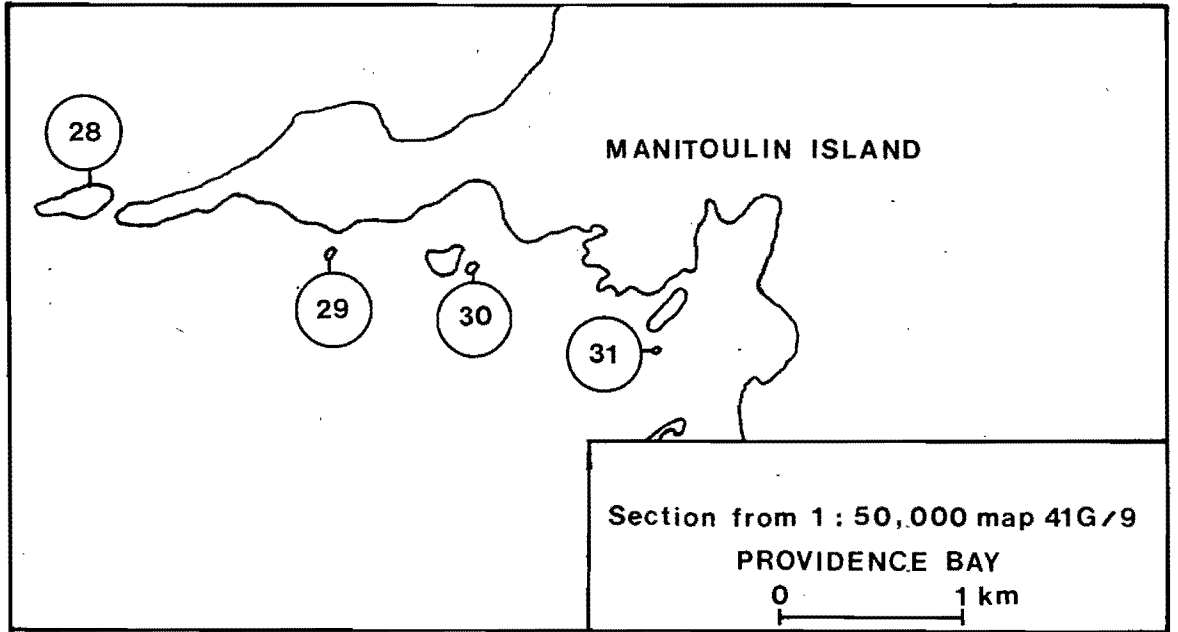 28
MANITOULIN ISLAND
29
30
31
Section from 1 : 50,000 map 41G/9
PROVIDENCE BAY
0 1 km